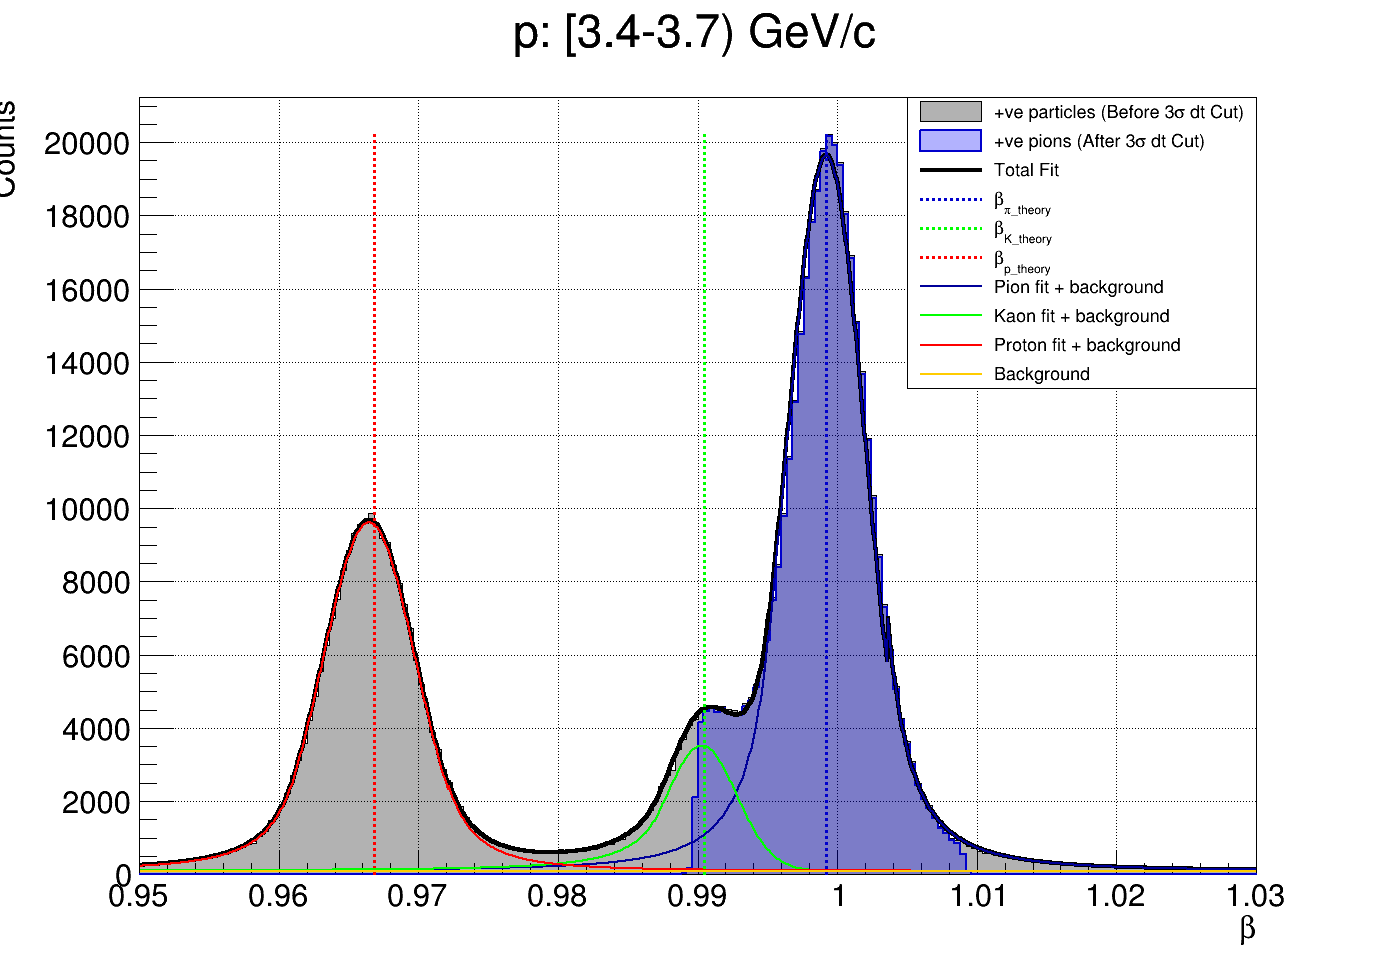 p: [3.4-3.7) GeV/c
Counts
20000
18000
16000
14000
12000
10000
8000
6000
4000
2000
0
0.95 0.96 0.97 0.98 0.99 1 1.01 1.02 1.03
β
+ve particles (Before 3σ dt Cut)
+ve pions (After 3σ dt Cut)
Total Fit
βπ_theory
βK_theory
βp_theory
Pion fit + background
Kaon fit + background
Proton fit + background
Background